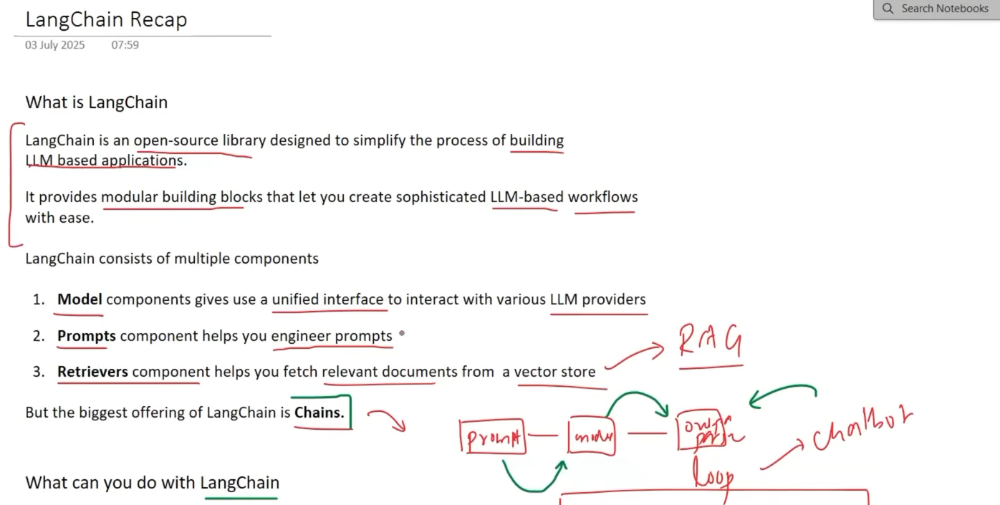 LangChain Recap
Search Notebooks
03 July 2025 07:59
What is LangChain
LangChain is an open-source library designed to simplify the process of building
LLM based applications.
It provides modular building blocks that let you create sophisticated LLM-based workflows
with ease.
LangChain consists of multiple components
1. Model components gives use a unified interface to interact with various LLM providers
2. Prompts component helps you engineer prompts
3. Retrievers component helps you fetch relevant documents from a vector store
RAG
But the biggest offering of LangChain is Chains.
Prompt
chatbot
loop
What can you do with LangChain